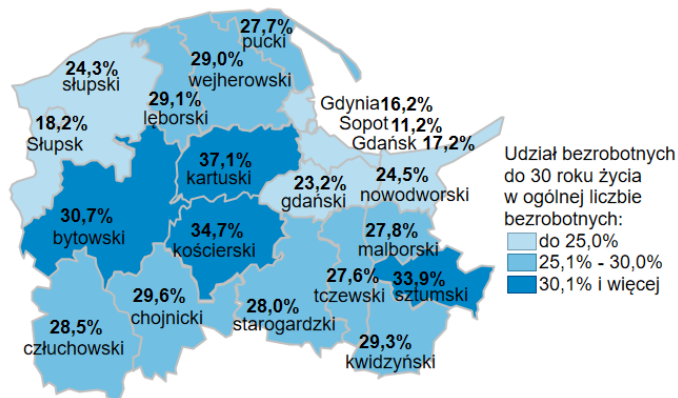 27,7%
pucki
29,0%
wejherowski
24,3%
słupski
29,1%
lęborski
Gdynia16,2%
Sopot 11,2%
Gdańsk 17,2%
18,2%
Słupsk
37,1%
kartuski
23,2%
gdański
24,5%
nowodworski
30,7%
bytowski
34,7%
kościerski
27,8%
malborski
27,6%
tczewski
33,9%
sztumski
29,6%
chojnicki
28,0%
starogardzki
28,5%
człuchowski
29,3%
kwidzyński
Udział bezrobotnych
do 30 roku życia
w ogólnej liczbie
bezrobotnych:
do 25,0%
25,1% - 30,0%
30,1% i więcej